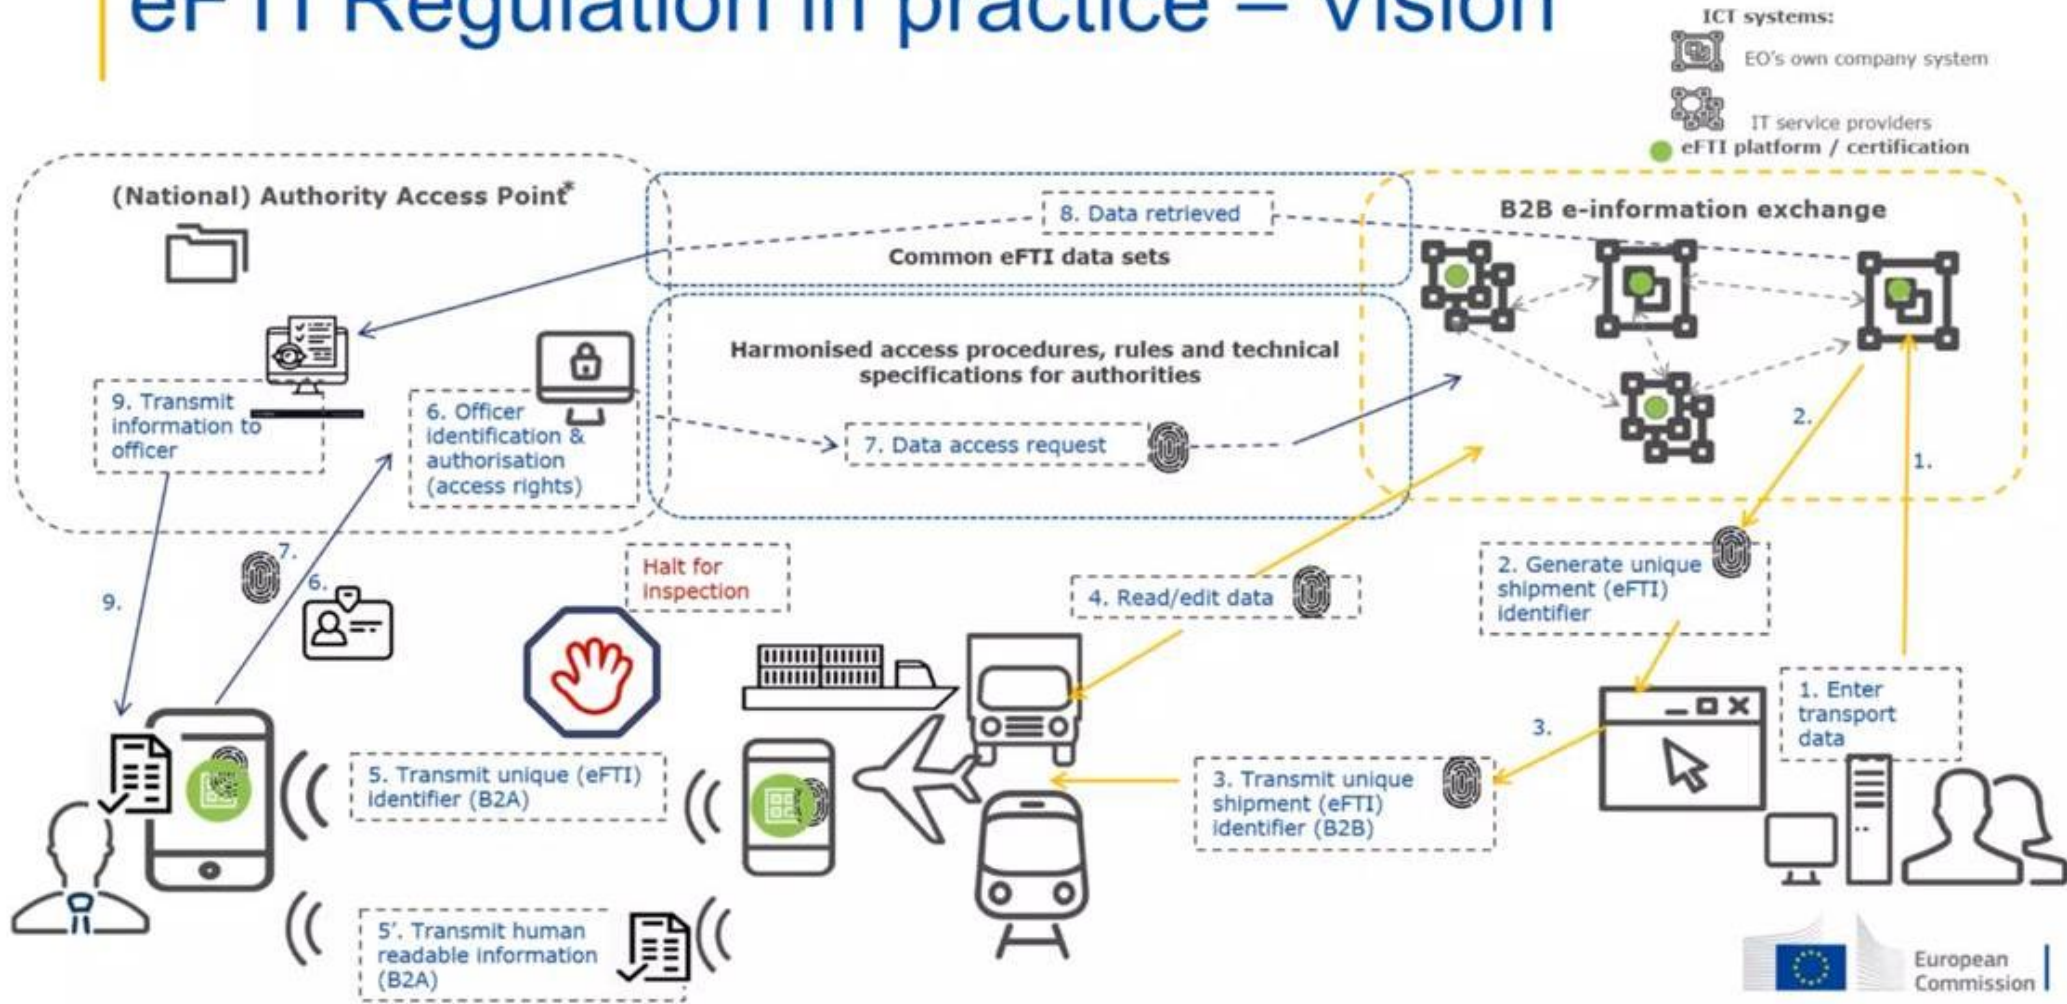 eFTI Regulation in practice – Vision
ICT systems:
EO's own company system
IT service providers
eFTI platform / certification
(National) Authority Access Point*
8. Data retrieved
Common eFTI data sets
B2B e-information exchange
Harmonised access procedures, rules and technical
specifications for authorities
9. Transmit
information to
officer
6. Officer
identification &
authorisation
(access rights)
7. Data access request
2.
1.
7.
6.
9.
Halt for
inspection
4. Read/edit data
2. Generate unique
shipment (eFTI)
identifier
1. Enter
transport
data
3.
5. Transmit unique (eFTI)
identifier (B2A)
3. Transmit unique
shipment (eFTI)
identifier (B2B)
5'. Transmit human
readable information
(B2A)
European
Commission